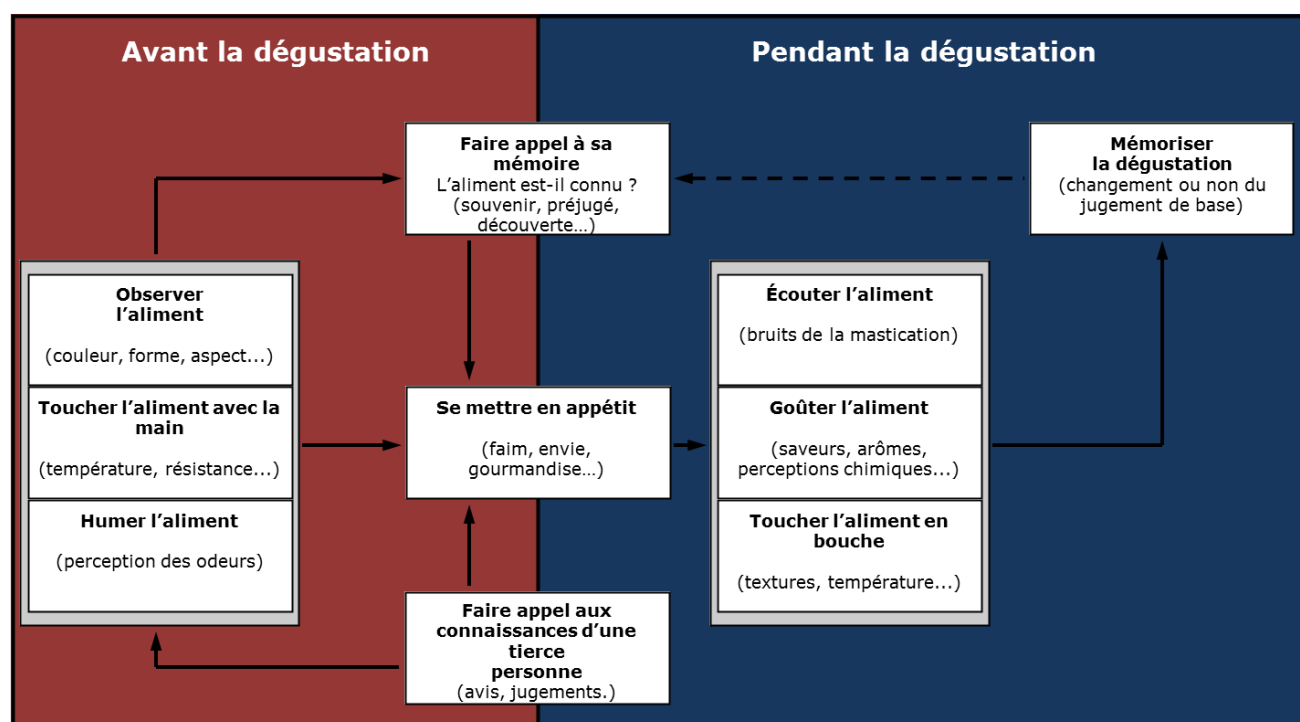 Avant la dégustation
Pendant la dégustation
Faire appel à sa
mémoire
L’aliment est-il connu ?
(souvenir, préjugé,
découverte…)
Mémoriser
la dégustation
(changement ou non du
jugement de base)
Observer
l’aliment
(couleur, forme, aspect...)
Toucher l’aliment avec la
main
(température, résistance...)
Humer l’aliment
(perception des odeurs)
Se mettre en appétit
(faim, envie,
gourmandise…)
Faire appel aux
connaissances d’une
tierce
personne
(avis, jugements.)
Écouter l’aliment
(bruits de la mastication)
Goûter l’aliment
(saveurs, arômes,
perceptions chimiques...)
Toucher l’aliment en
bouche
(textures, température...)